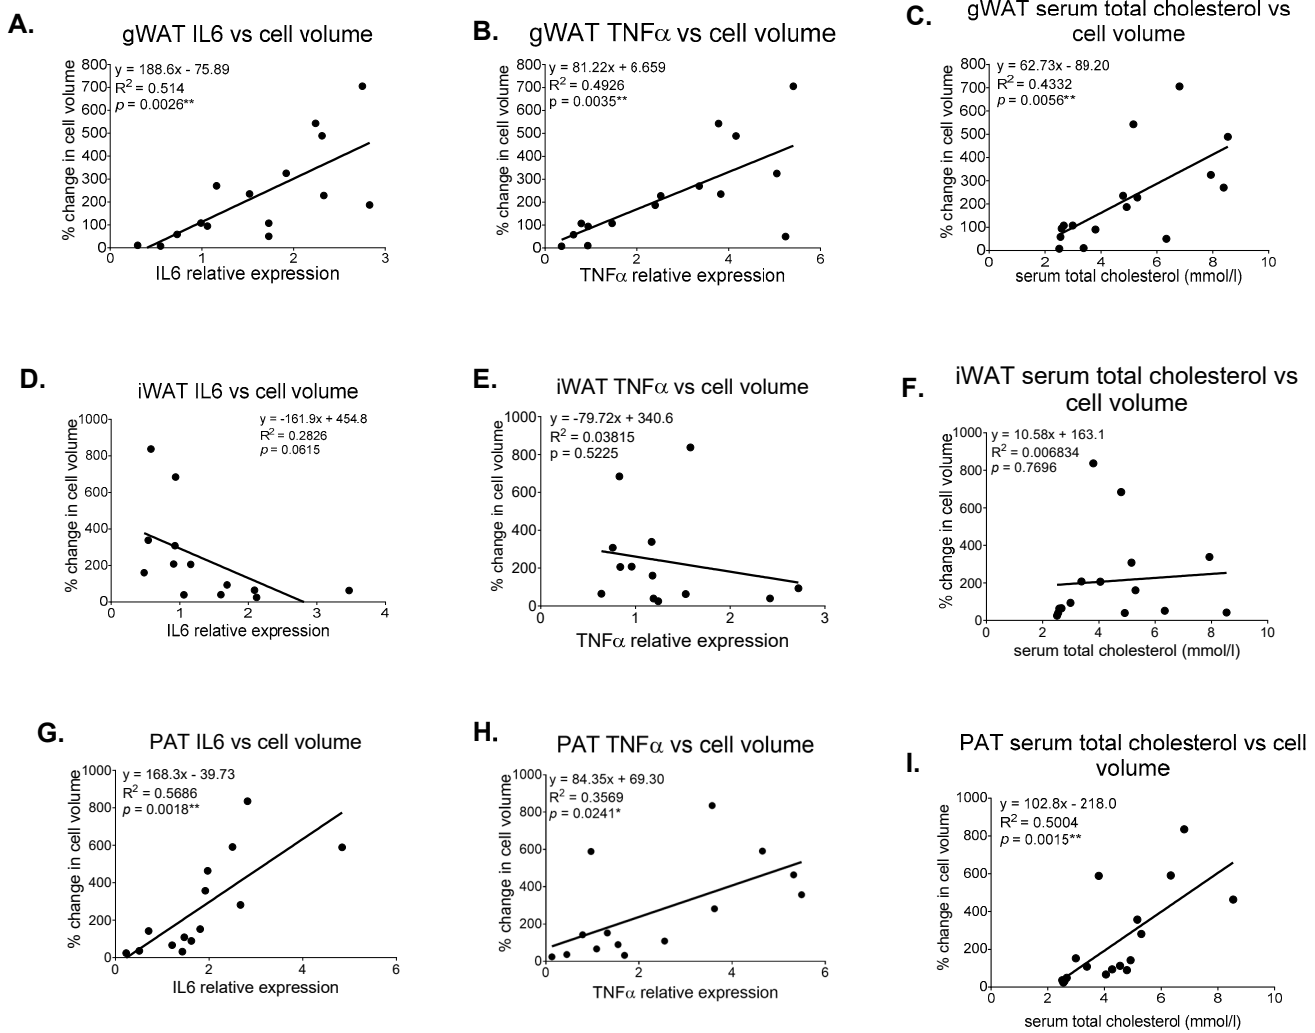 A.
gWAT IL6 vs cell volume
y = 188.6x - 75.89
R2 = 0.514
p = 0.0026**
% change in cell volume
800
700
600
500
400
300
200
100
0
0 1 2 3
IL6 relative expression
B.
gWAT TNFα vs cell volume
y = 81.22x + 6.659
R2 = 0.4926
p = 0.0035**
% change in cell volume
800
700
600
500
400
300
200
100
0
0 2 4 6
TNFα relative expression
C.
gWAT serum total cholesterol vs
cell volume
y = 62.73x - 89.20
R2 = 0.4332
p = 0.0056**
% change in cell volume
800
700
600
500
400
300
200
100
0
0 2 4 6 8 10
serum total cholesterol (mmol/l)
D.
iWAT IL6 vs cell volume
y = -161.9x + 454.8
R2 = 0.2826
p = 0.0615
% change in cell volume
1000
800
600
400
200
0
0 1 2 3 4
IL6 relative expression
E.
iWAT TNFα vs cell volume
y = -79.72x + 340.6
R2 = 0.03815
p = 0.5225
% change in cell volume
1000
800
600
400
200
0
0 1 2 3
TNFα relative expression
F.
iWAT serum total cholesterol vs
cell volume
y = 10.58x + 163.1
R2 = 0.006834
p = 0.7696
% change in cell volume
1000
800
600
400
200
0
0 2 4 6 8 10
serum total cholesterol (mmol/l)
G.
PAT IL6 vs cell volume
y = 168.3x - 39.73
R2 = 0.5686
p = 0.0018**
% change in cell volume
1000
800
600
400
200
0
0 2 4 6
IL6 relative expression
H.
PAT TNFα vs cell volume
y = 84.35x + 69.30
R2 = 0.3569
p = 0.0241*
% change in cell volume
1000
800
600
400
200
0
0 2 4 6
TNFα relative expression
I.
PAT serum total cholesterol vs cell
volume
y = 102.8x - 218.0
R2 = 0.5004
p = 0.0015**
% change in cell volume
1000
800
600
400
200
0
0 2 4 6 8 10
serum total cholesterol (mmol/l)